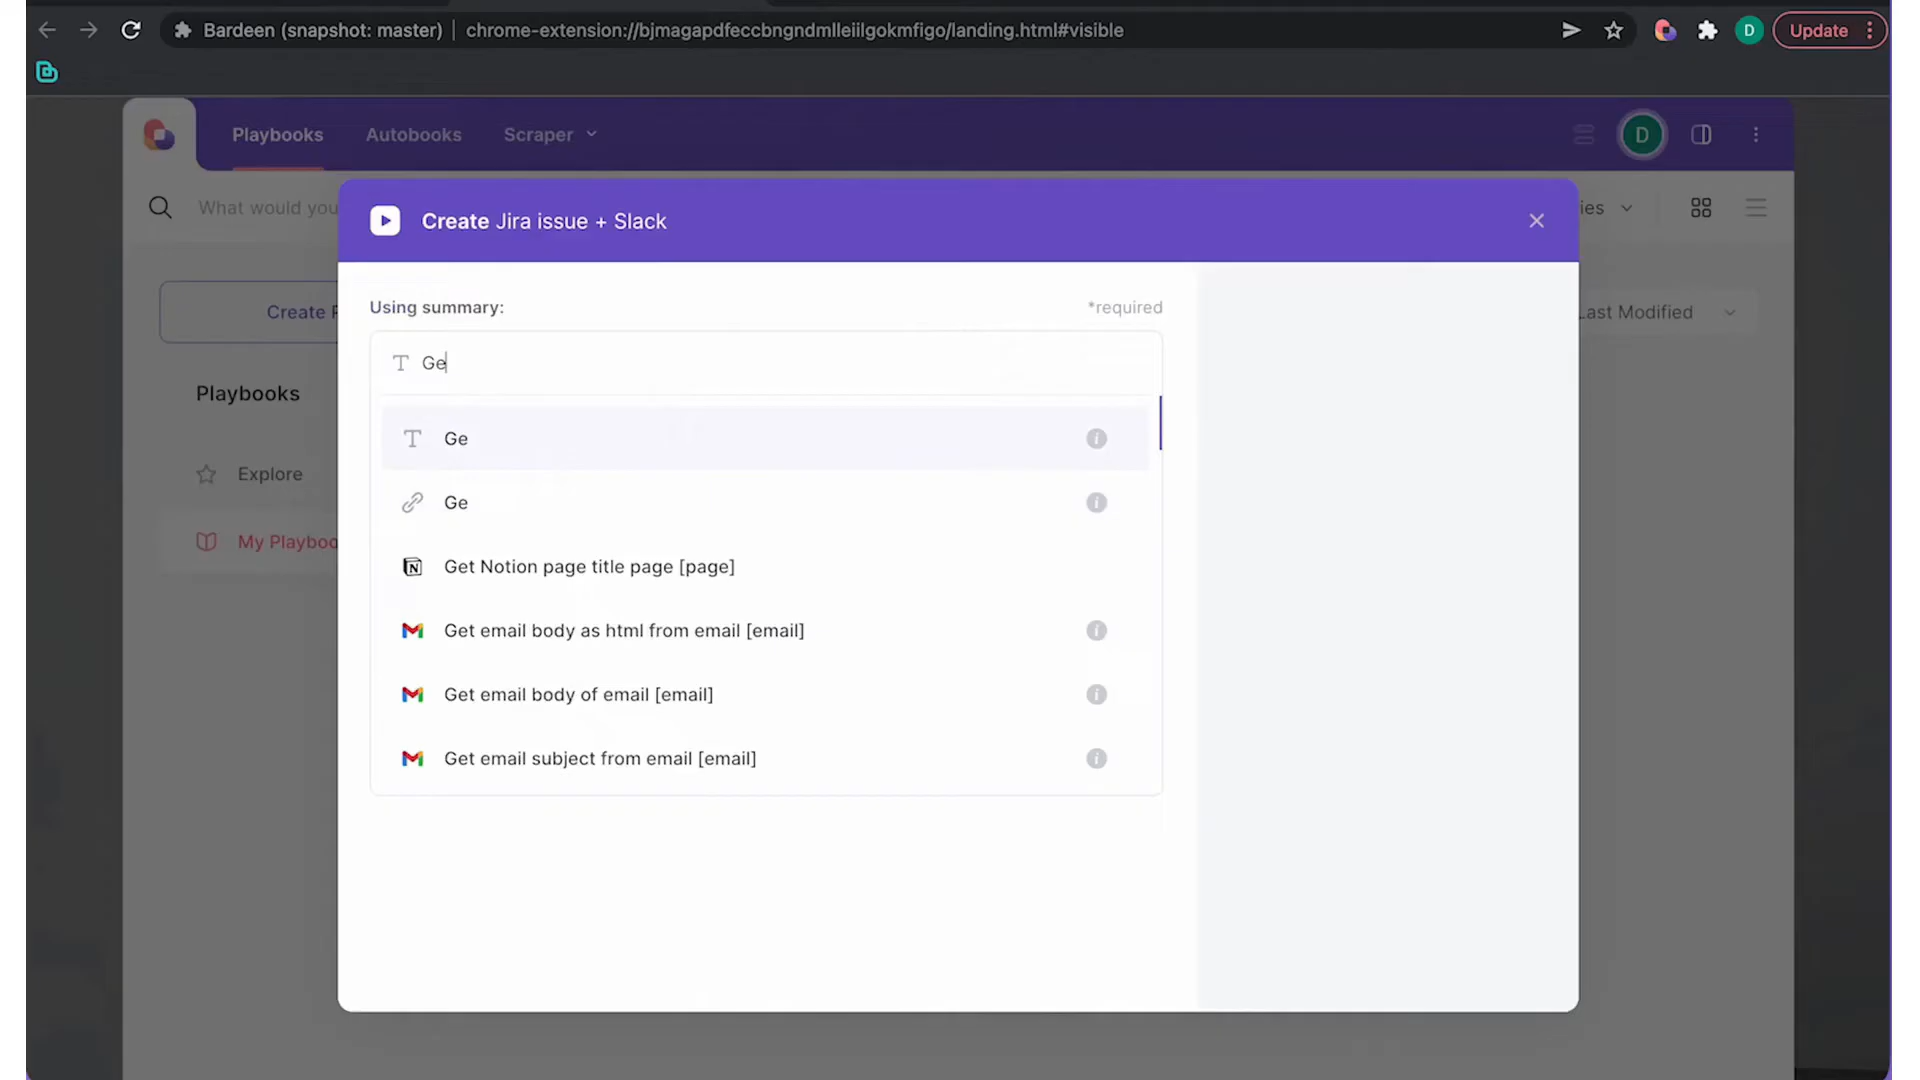 Bardeen (snapshot: master) | chrome-extension://bjmagapdfeccbngndmlleiilgokmfigo/landing.html#visible
D
Update
Playbooks Autobooks Scraper
D
What would you
ies
Create Jira issue + Slack
Create P
Last Modified
Using summary:
*required
Ge
Playbooks
Ge
Explore
Ge
My Playboo
Get Notion page title page [page]
Get email body as html from email [email]
Get email body of email [email]
Get email subject from email [email]